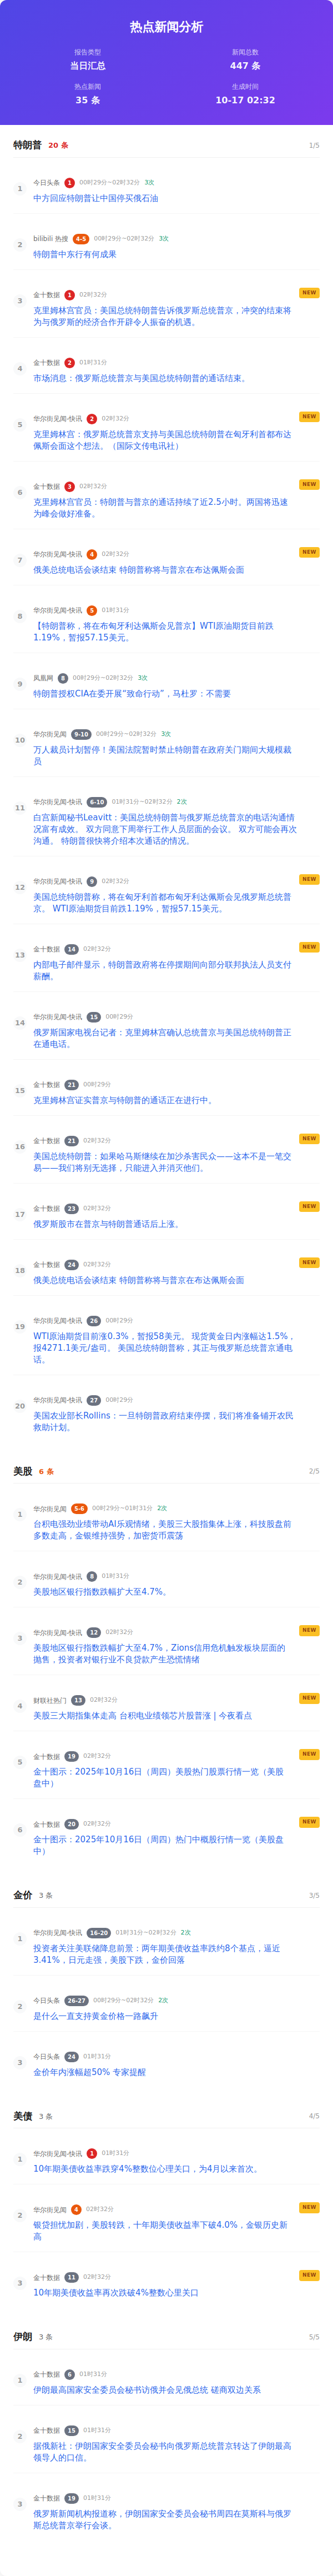 热点新闻分析
报告类型
新闻总数
当日汇总
447 条
热点新闻
生成时间
35 条
10-17 02:32
特朗普 20 条 1/5
1
今日头条 1 00时29分~02时32分 3次
中方回应特朗普让中国停买俄石油
2
bilibili 热搜 4-5 00时29分~02时32分 3次
特朗普中东行有何成果
NEW
3
金十数据 1 02时32分
克里姆林宫官员：美国总统特朗普告诉俄罗斯总统普京，冲突的结束将
为与俄罗斯的经济合作开辟令人振奋的机遇。
4
金十数据 2 01时31分
市场消息：俄罗斯总统普京与美国总统特朗普的通话结束。
NEW
5
华尔街见闻-快讯 2 02时32分
克里姆林宫：俄罗斯总统普京支持与美国总统特朗普在匈牙利首都布达
佩斯会面这个想法。（国际文传电讯社）
NEW
6
金十数据 3 02时32分
克里姆林宫官员：特朗普与普京的通话持续了近2.5小时。两国将迅速
为峰会做好准备。
NEW
7
华尔街见闻-快讯 4 02时32分
俄美总统电话会谈结束 特朗普称将与普京在布达佩斯会面
8
华尔街见闻-快讯 5 01时31分
【特朗普称，将在布匈牙利达佩斯会见普京】WTI原油期货目前跌
1.19%，暂报57.15美元。
9
凤凰网 8 00时29分~02时32分 3次
特朗普授权CIA在委开展“致命行动”，马杜罗：不需要
10
华尔街见闻 9-10 00时29分~02时32分 3次
万人裁员计划暂停！美国法院暂时禁止特朗普在政府关门期间大规模裁
员
11
华尔街见闻-快讯 6-10 01时31分~02时32分 2次
白宫新闻秘书Leavitt：美国总统特朗普与俄罗斯总统普京的电话沟通情
况富有成效。 双方同意下周举行工作人员层面的会议。 双方可能会再次
沟通。 特朗普很快将介绍本次通话的情况。
NEW
12
华尔街见闻-快讯 9 02时32分
美国总统特朗普称，将在匈牙利首都布匈牙利达佩斯会见俄罗斯总统普
京。 WTI原油期货目前跌1.19%，暂报57.15美元。
NEW
13
金十数据 14 02时32分
内部电子邮件显示，特朗普政府将在停摆期间向部分联邦执法人员支付
薪酬。
14
华尔街见闻-快讯 15 00时29分
俄罗斯国家电视台记者：克里姆林宫确认总统普京与美国总统特朗普正
在通电话。
15
金十数据 21 00时29分
克里姆林宫证实普京与特朗普的通话正在进行中。
NEW
16
金十数据 21 02时32分
美国总统特朗普：如果哈马斯继续在加沙杀害民众——这本不是一笔交
易——我们将别无选择，只能进入并消灭他们。
NEW
17
金十数据 23 02时32分
俄罗斯股市在普京与特朗普通话后上涨。
NEW
18
金十数据 24 02时32分
俄美总统电话会谈结束 特朗普称将与普京在布达佩斯会面
19
华尔街见闻-快讯 26 00时29分
WTI原油期货目前涨0.3%，暂报58美元。 现货黄金日内涨幅达1.5%，
报4271.1美元/盎司。 美国总统特朗普称，其正与俄罗斯总统普京通电
话。
20
华尔街见闻-快讯 27 00时29分
美国农业部长Rollins：一旦特朗普政府结束停摆，我们将准备铺开农民
救助计划。
美股 6 条 2/5
1
华尔街见闻 5-6 00时29分~01时31分 2次
台积电强劲业绩带动AI乐观情绪，美股三大股指集体上涨，科技股盘前
多数走高，金银维持强势，加密货币震荡
2
华尔街见闻-快讯 8 01时31分
美股地区银行指数跌幅扩大至4.7%。
NEW
3
华尔街见闻-快讯 12 02时32分
美股地区银行指数跌幅扩大至4.7%，Zions信用危机触发板块层面的
抛售，投资者对银行业不良贷款产生恐慌情绪
NEW
4
财联社热门 13 02时32分
美股三大期指集体走高 台积电业绩领芯片股普涨 | 今夜看点
NEW
5
金十数据 19 02时32分
金十图示：2025年10月16日（周四）美股热门股票行情一览（美股
盘中）
NEW
6
金十数据 20 02时32分
金十图示：2025年10月16日（周四）热门中概股行情一览（美股盘
中）
金价 3 条 3/5
1
华尔街见闻-快讯 16-20 01时31分~02时32分 2次
投资者关注美联储降息前景：两年期美债收益率跌约8个基点，逼近
3.41%，日元走强，美股下跌，金价回落
2
今日头条 26-27 00时29分~02时32分 2次
是什么一直支持黄金价格一路飙升
3
今日头条 24 01时31分
金价年内涨幅超50% 专家提醒
美债 3 条 4/5
1
华尔街见闻-快讯 1 01时31分
10年期美债收益率跌穿4%整数位心理关口，为4月以来首次。
NEW
2
华尔街见闻 4 02时32分
银贷担忧加剧，美股转跌，十年期美债收益率下破4.0%，金银历史新
高
NEW
3
金十数据 11 02时32分
10年期美债收益率再次跌破4%整数心里关口
伊朗 3 条 5/5
1
金十数据 6 01时31分
伊朗最高国家安全委员会秘书访俄并会见俄总统 磋商双边关系
2
金十数据 15 01时31分
据俄新社：伊朗国家安全委员会秘书向俄罗斯总统普京转达了伊朗最高
领导人的口信。
3
金十数据 19 01时31分
俄罗斯新闻机构报道称，伊朗国家安全委员会秘书周四在莫斯科与俄罗
斯总统普京举行会谈。